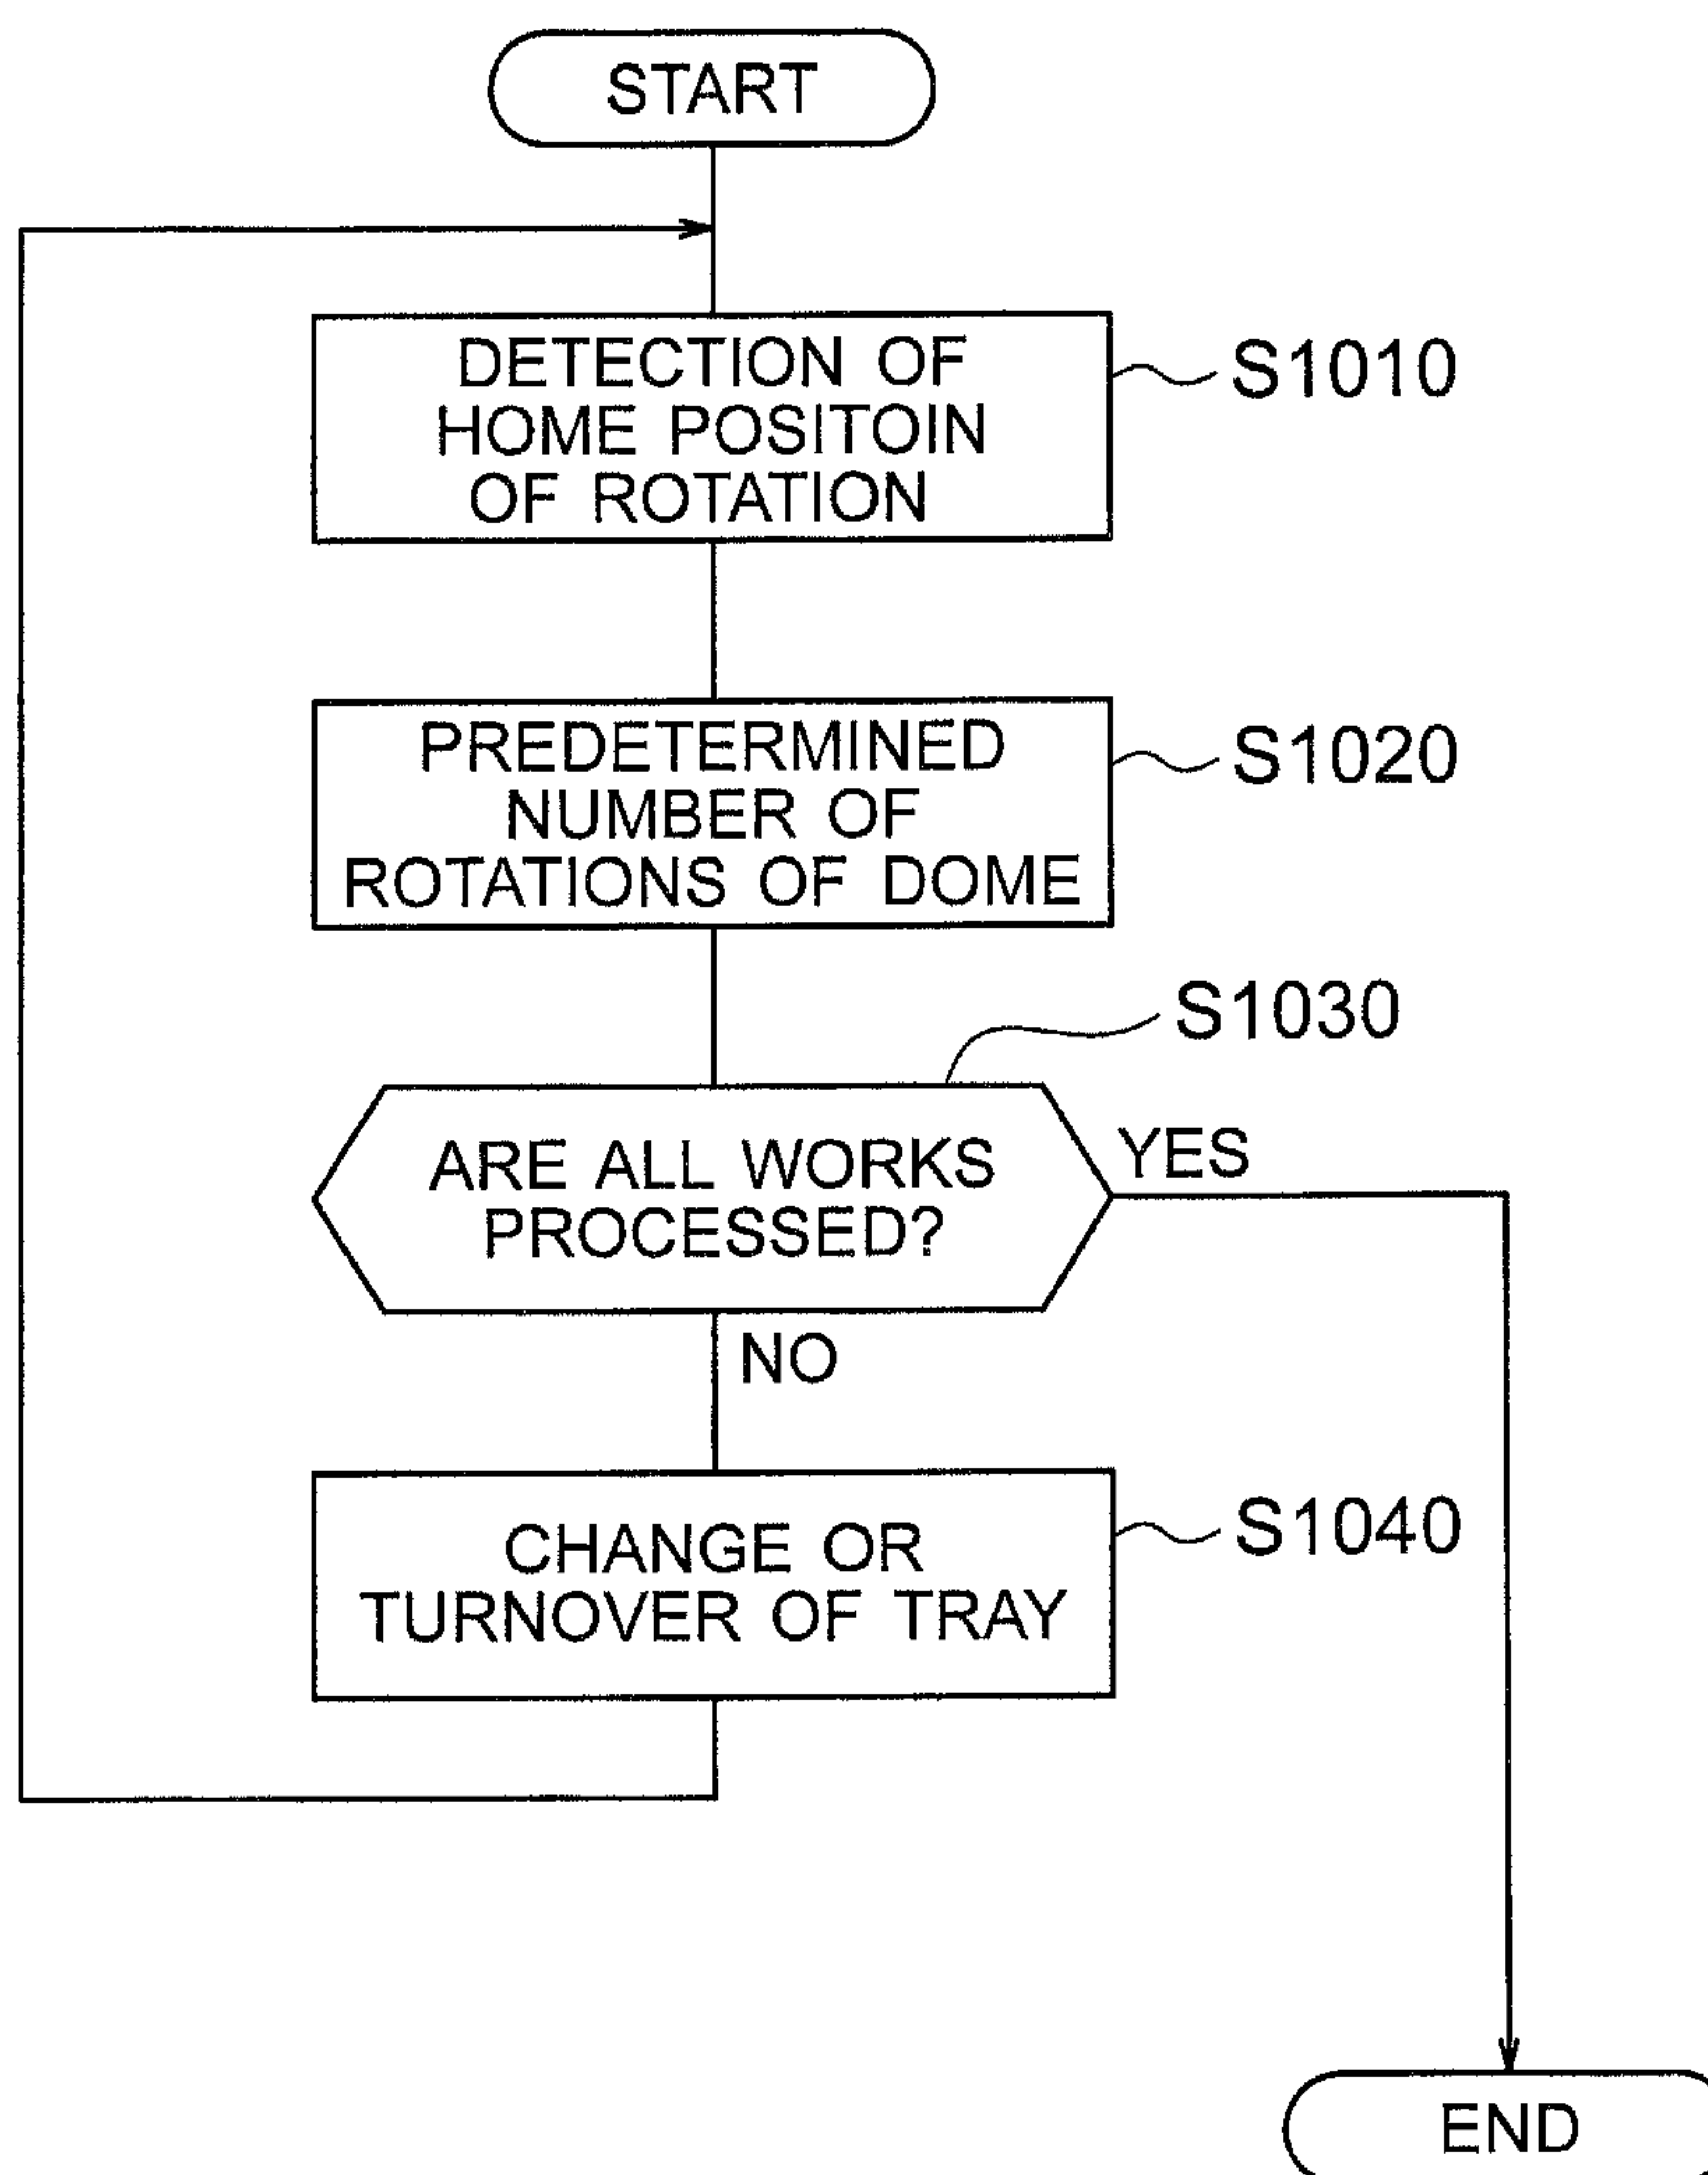 START
DETECTION OF
HOME POSITOIN
OF ROTATION
S1010
PREDETERMINED
NUMBER OF
ROTATIONS OF DOME
S1020
S1030
ARE ALL WORKS
PROCESSED?
YES
NO
CHANGE OR
TURNOVER OF TRAY
S1040
END